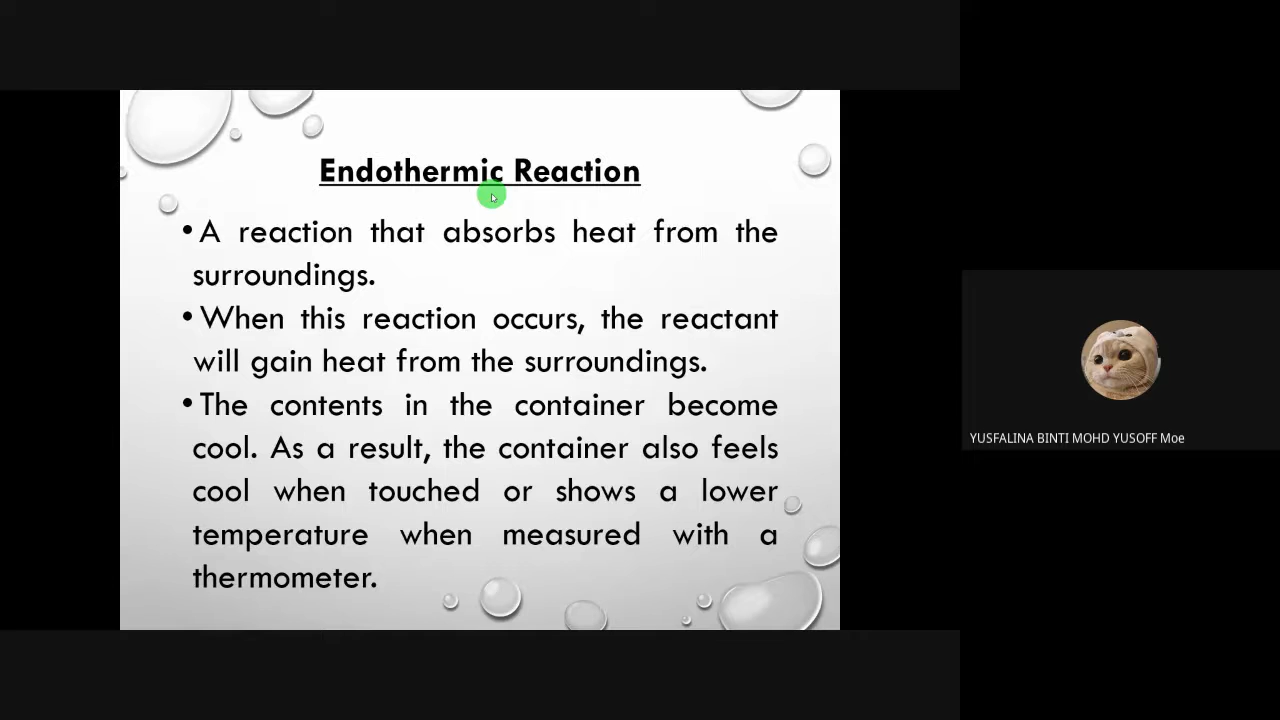 Endothermic Reaction
•A reaction that absorbs heat from the
surroundings.
•When this reaction occurs, the reactant
will gain heat from the surroundings.
•The contents in the container become
cool. As a result, the container also feels
cool when touched or shows a lower
temperature when measured with a
thermometer.
YUSFALINA BINTI MOHD YUSOFF Moe